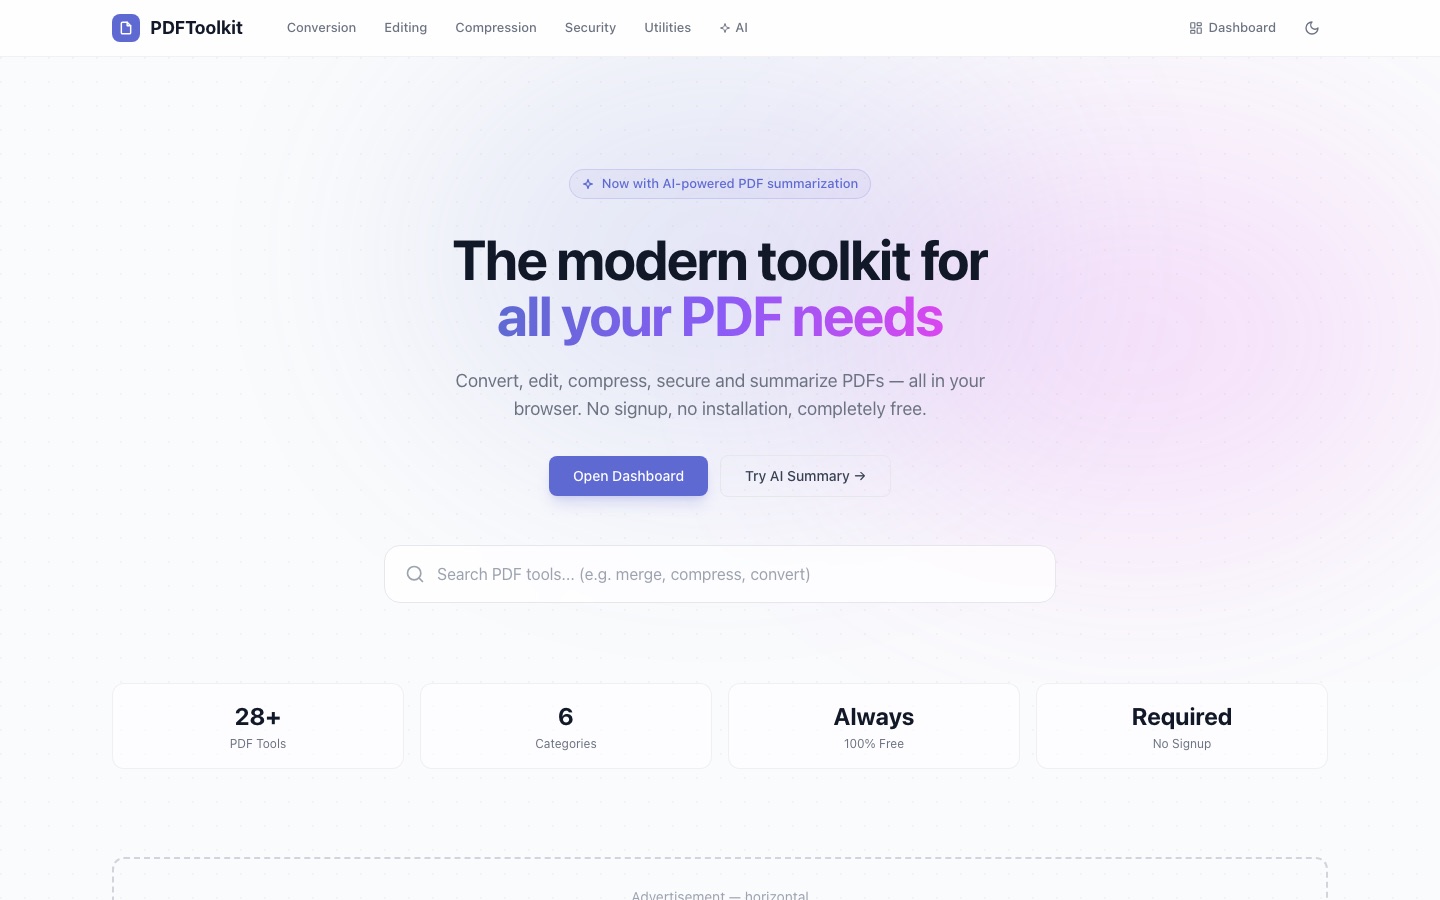 PDFToolkit
Conversion
Editing
Compression
Security
Utilities
AI
Dashboard
Now with AI-powered PDF summarization
The modern toolkit for
all your PDF needs
Convert, edit, compress, secure and summarize PDFs — all in your
browser. No signup, no installation, completely free.
Open Dashboard
Try AI Summary →
Search PDF tools... (e.g. merge, compress, convert)
28+
PDF Tools
6
Categories
Always
100% Free
Required
No Signup
Advertisement — horizontal